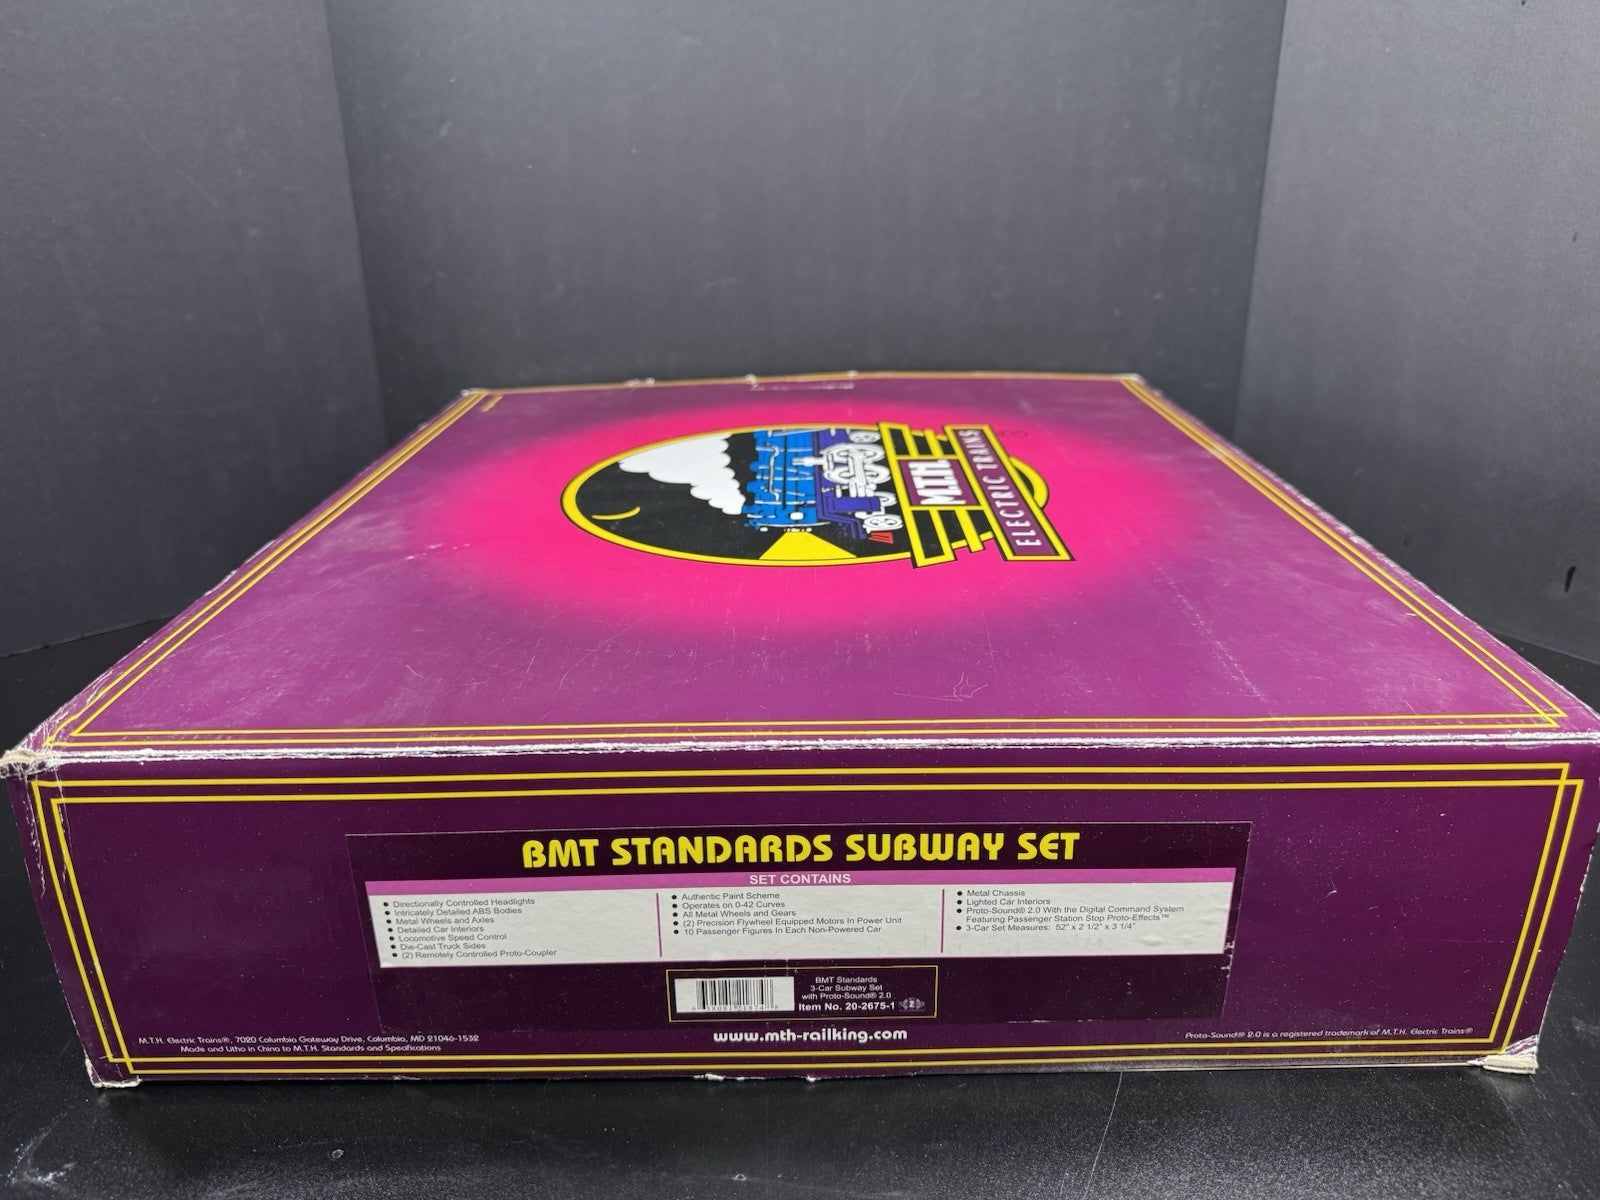 M.T.H.
ELECTRIC TRAINS
BMT STANDARDS SUBWAY SET
SET CONTAINS
• Directionally Controlled Headlights
• Intricately Detailed ABS Bodies
• Metal Wheels and Axles
• Detailed Car Interiors
• Locomotive Speed Control
• Die-Cast Truck Sides
• (2) Remotely Controlled Proto-Coupler
• Authentic Paint Scheme
• Operates on 0-42 Curves
• All Metal Wheels and Gears
• (2) Precision Flywheel Equipped Motors In Power Unit
• 10 Passenger Figures In Each Non-Powered Car
• Metal Chassis
• Lighted Car Interiors
• Proto-Sound® 2.0 With the Digital Command System
Featuring Passenger Station Stop Proto-Effects™
• 3-Car Set Measures: 52" x 2 1/2" x 3 1/4"
BMT Standards
3-Car Subway Set
with Proto-Sound® 2.0
Item No. 20-2675-1
www.mth-railking.com
M.T.H. Electric Trains®, 7020 Columbia Gateway Drive, Columbia, MD 21046-1532
Made and Litho in China to M.T.H. Standards and Specifications
Proto-Sound® 2.0 is a registered trademark of M.T.H. Electric Trains®